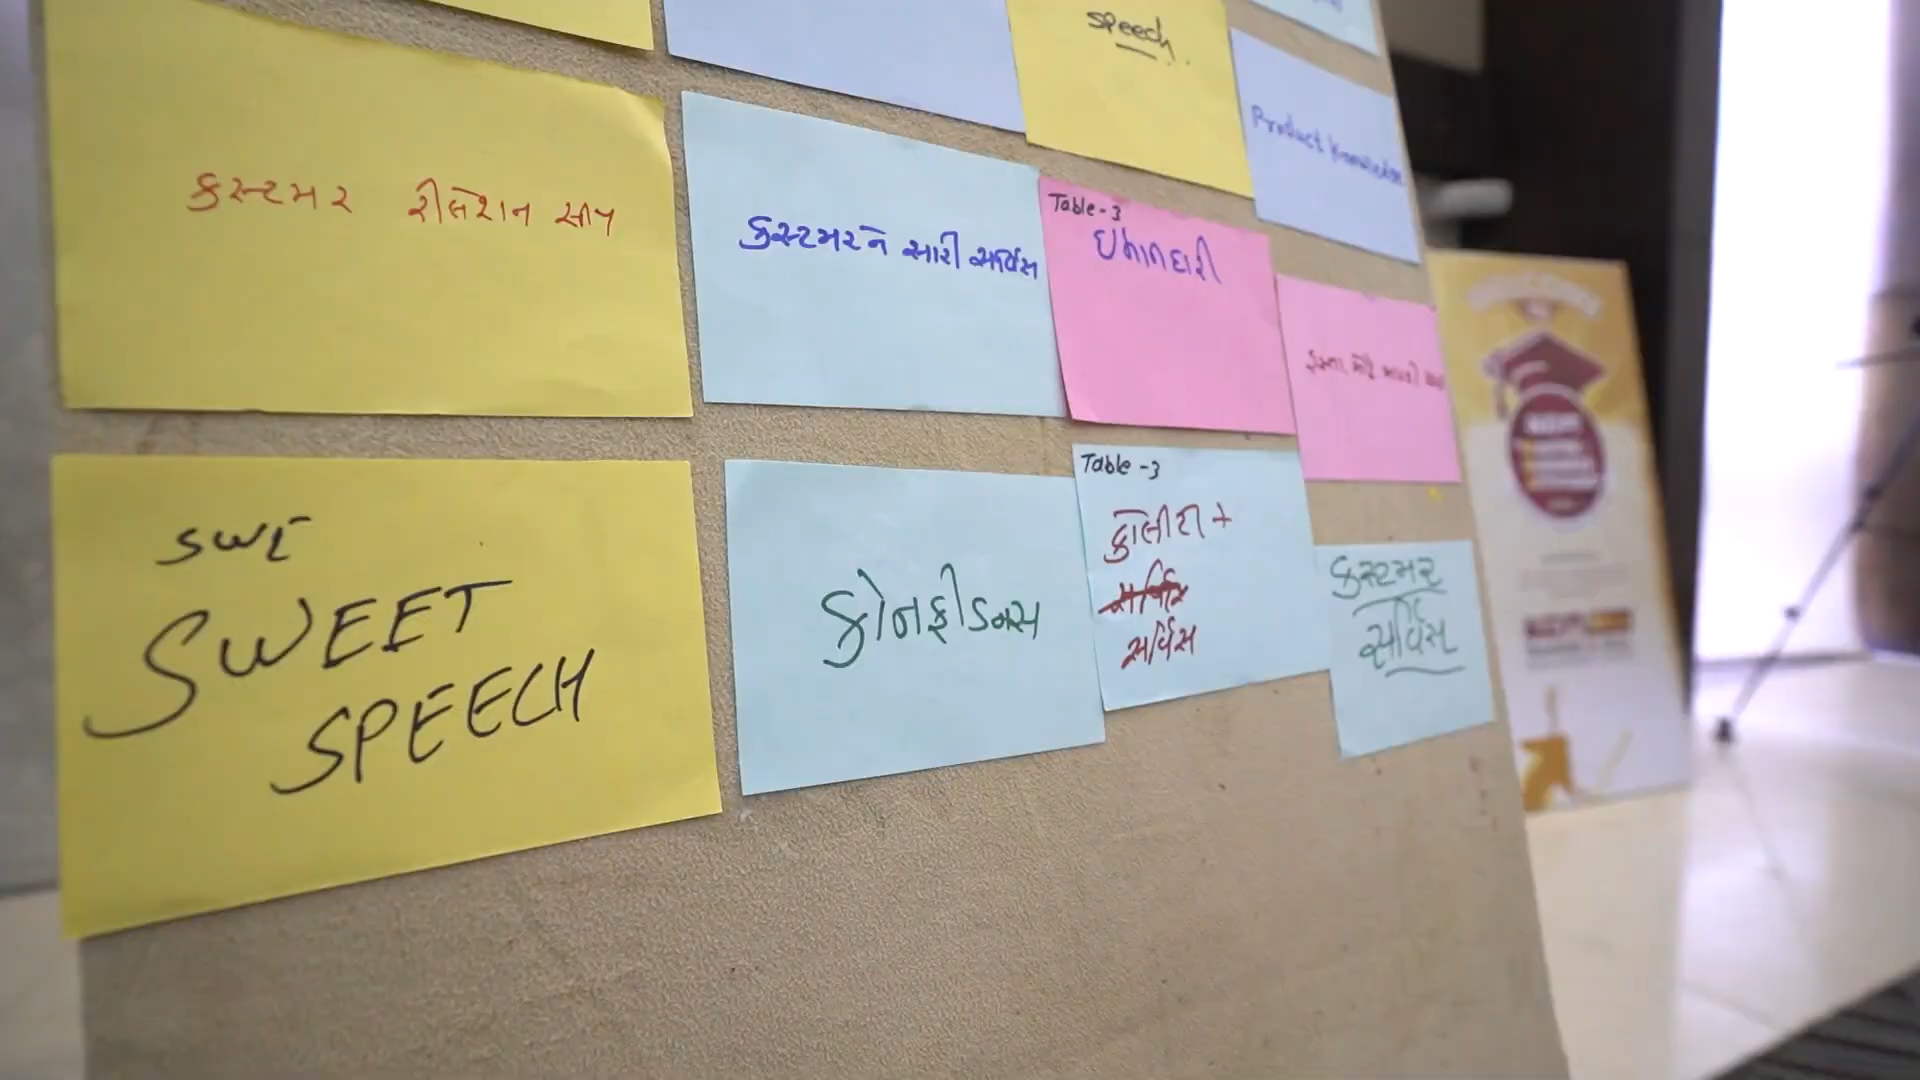 speech
Product Knowledge
કસ્ટમર રીલેશન સીપ
કસ્ટમરને સારી સર્વિસ
Table-3
ઇમાનદારી
Table-3
ક્વોલીટી +
સર્વિસ
SWE
SWEET
SPEECH
કોનફીડન્સ
કસ્ટમર
સર્વિસ